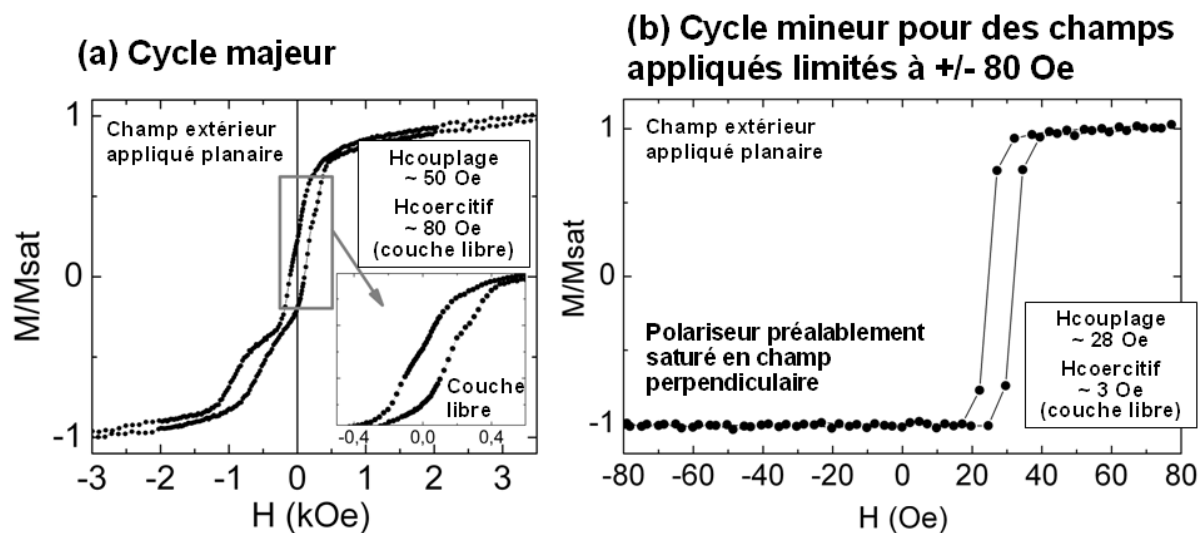 (a) Cycle majeur
Champ extérieur
appliqué planaire
Hcouplage
~ 50 Oe
Hcoercitif
~ 80 Oe
(couche libre)
Couche
libre
-0,4 0,0 0,4
1
0
-1
M/Msat
-3 -2 -1 0 1 2 3
H (kOe)
(b) Cycle mineur pour des champs
appliqués limités à +/- 80 Oe
Champ extérieur
appliqué planaire
Polariseur préalablement
saturé en champ
perpendiculaire
Hcouplage
~ 28 Oe
Hcoercitif
~ 3 Oe
(couche libre)
1
0
-1
M/Msat
-80 -60 -40 -20 0 20 40 60 80
H (Oe)